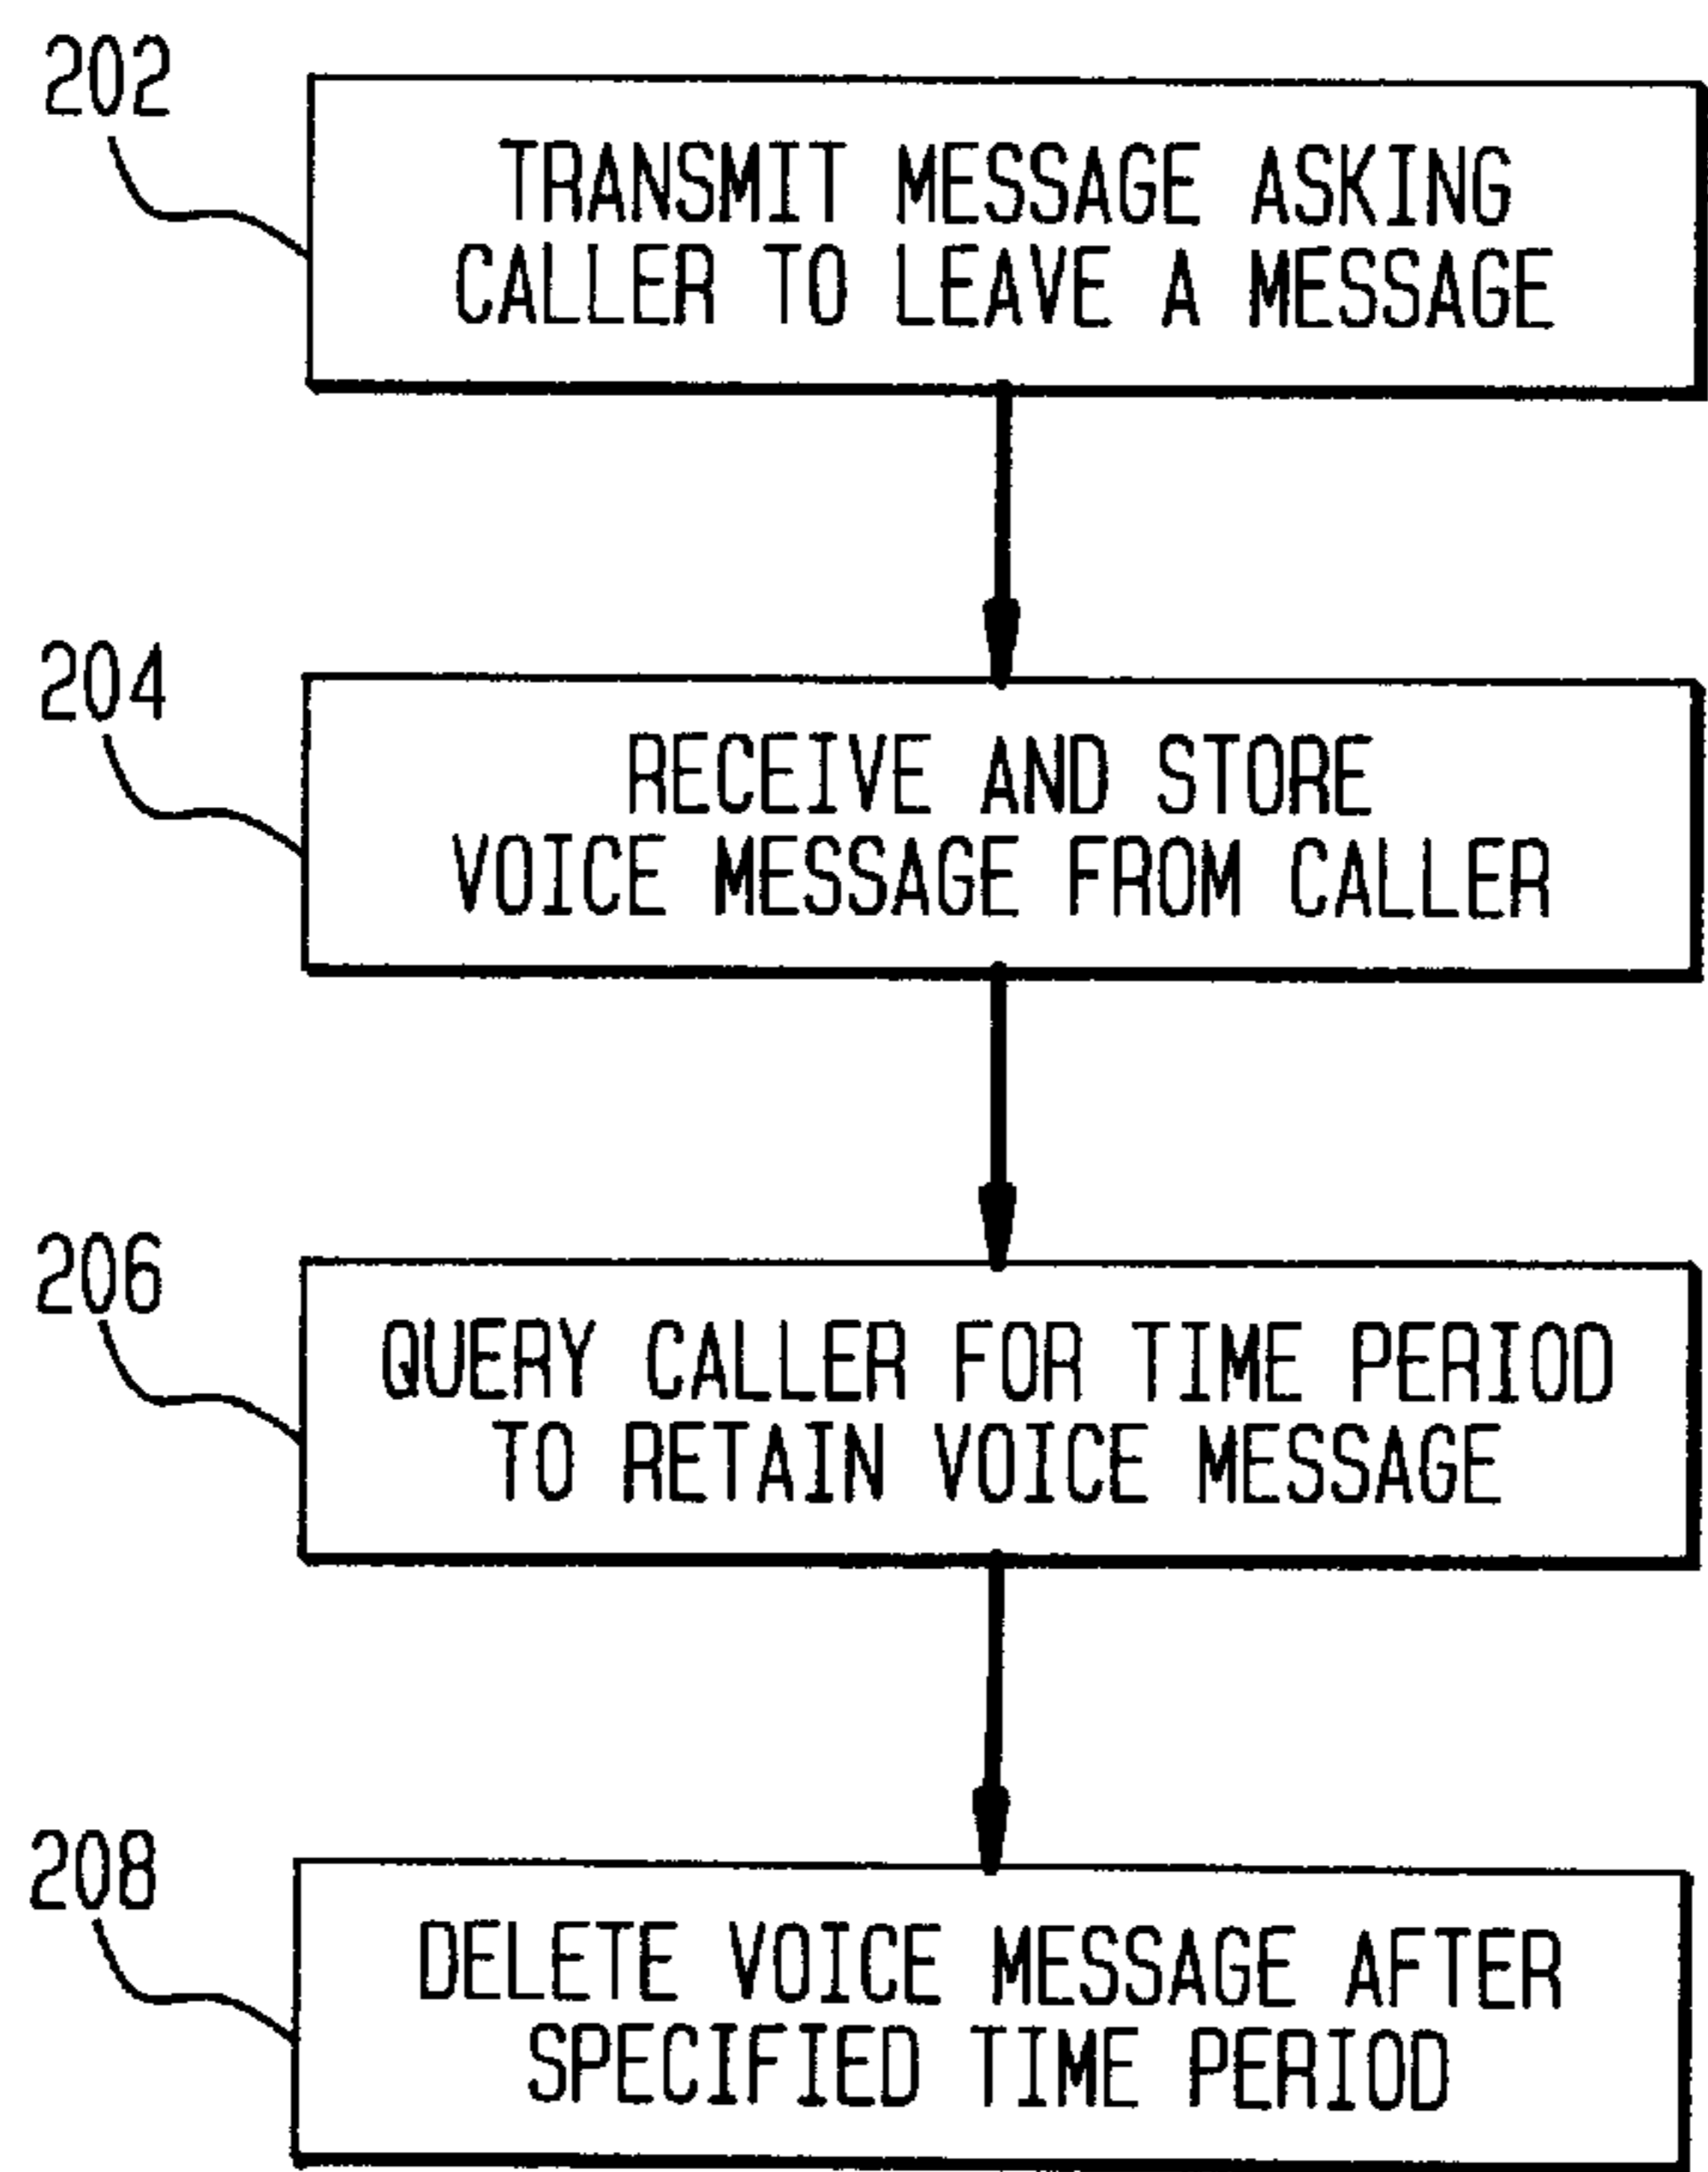 202
TRANSMIT MESSAGE ASKING
CALLER TO LEAVE A MESSAGE
204
RECEIVE AND STORE
VOICE MESSAGE FROM CALLER
206
QUERY CALLER FOR TIME PERIOD
TO RETAIN VOICE MESSAGE
208
DELETE VOICE MESSAGE AFTER
SPECIFIED TIME PERIOD